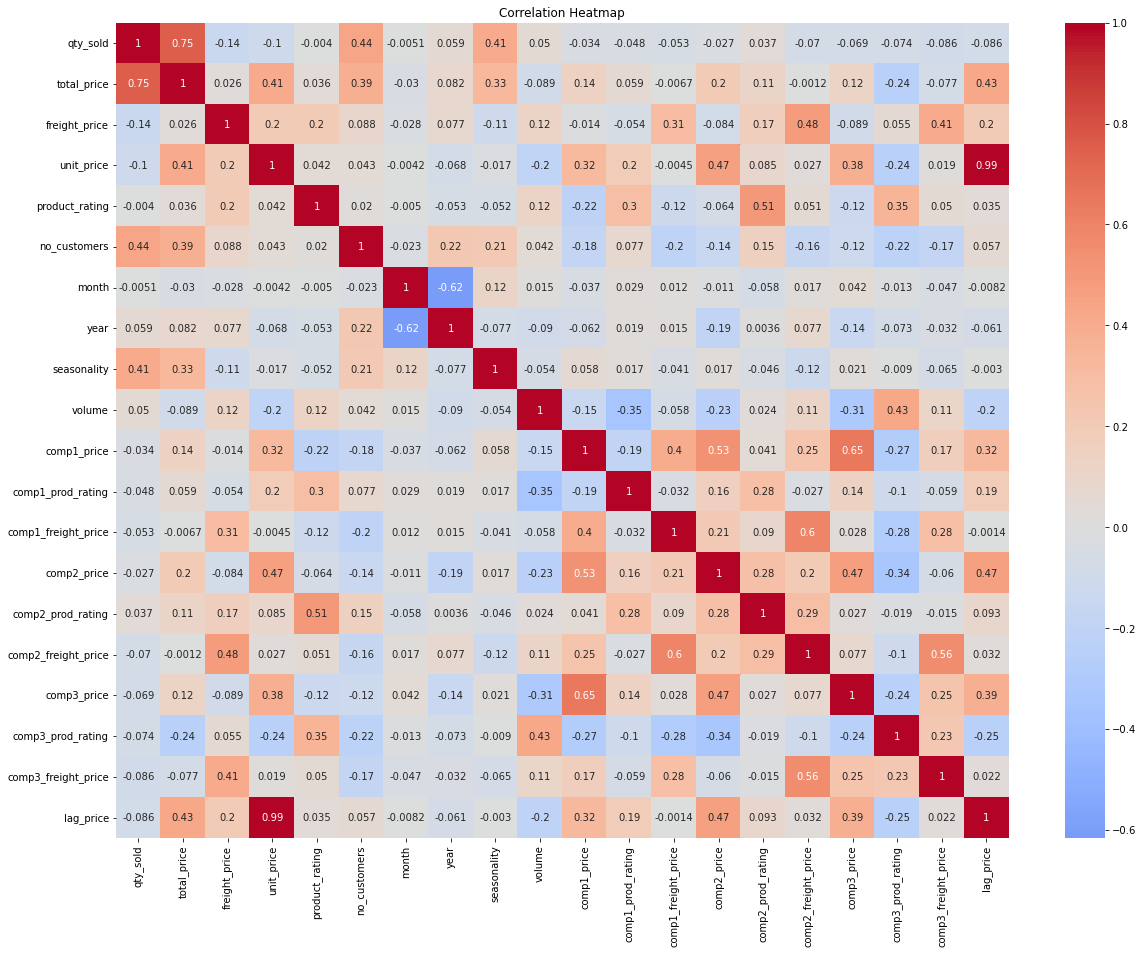 Correlation Heatmap
qty_sold 1 0.75 -0.14 -0.1 -0.004 0.44 -0.0051 0.059 0.41 0.05 -0.034 -0.048 -0.053 -0.027 0.037 -0.07 -0.069 -0.074 -0.086 -0.086
total_price 0.75 1 0.026 0.41 0.036 0.39 -0.03 0.082 0.33 -0.089 0.14 0.059 -0.0067 0.2 0.11 -0.0012 0.12 -0.24 -0.077 0.43
freight_price -0.14 0.026 1 0.2 0.2 0.088 -0.028 0.077 -0.11 0.12 -0.014 -0.054 0.31 -0.084 0.17 0.48 -0.089 0.055 0.41 0.2
unit_price -0.1 0.41 0.2 1 0.042 0.043 -0.0042 -0.068 -0.017 -0.2 0.32 0.2 -0.0045 0.47 0.085 0.027 0.38 -0.24 0.019 0.99
product_rating -0.004 0.036 0.2 0.042 1 0.02 -0.005 -0.053 -0.052 0.12 -0.22 0.3 -0.12 -0.064 0.51 0.051 -0.12 0.35 0.05 0.035
no_customers 0.44 0.39 0.088 0.043 0.02 1 -0.023 0.22 0.21 0.042 -0.18 0.077 -0.2 -0.14 0.15 -0.16 -0.12 -0.22 -0.17 0.057
month -0.0051 -0.03 -0.028 -0.0042 -0.005 -0.023 1 -0.62 0.12 0.015 -0.037 0.029 0.012 -0.011 -0.058 0.017 0.042 -0.013 -0.047 -0.0082
year 0.059 0.082 0.077 -0.068 -0.053 0.22 -0.62 1 -0.077 -0.09 -0.062 0.019 0.015 -0.19 0.0036 0.077 -0.14 -0.073 -0.032 -0.061
seasonality 0.41 0.33 -0.11 -0.017 -0.052 0.21 0.12 -0.077 1 -0.054 0.058 0.017 -0.041 0.017 -0.046 -0.12 0.021 -0.009 -0.065 -0.003
volume 0.05 -0.089 0.12 -0.2 0.12 0.042 0.015 -0.09 -0.054 1 -0.15 -0.35 -0.058 -0.23 0.024 0.11 -0.31 0.43 0.11 -0.2
comp1_price -0.034 0.14 -0.014 0.32 -0.22 -0.18 -0.037 -0.062 0.058 -0.15 1 -0.19 0.4 0.53 0.041 0.25 0.65 -0.27 0.17 0.32
comp1_prod_rating -0.048 0.059 -0.054 0.2 0.3 0.077 0.029 0.019 0.017 -0.35 -0.19 1 -0.032 0.16 0.28 -0.027 0.14 -0.1 -0.059 0.19
comp1_freight_price -0.053 -0.0067 0.31 -0.0045 -0.12 -0.2 0.012 0.015 -0.041 -0.058 0.4 -0.032 1 0.21 0.09 0.6 0.028 -0.28 0.28 -0.0014
comp2_price -0.027 0.2 -0.084 0.47 -0.064 -0.14 -0.011 -0.19 0.017 -0.23 0.53 0.16 0.21 1 0.28 0.2 0.47 -0.34 -0.06 0.47
comp2_prod_rating 0.037 0.11 0.17 0.085 0.51 0.15 -0.058 0.0036 -0.046 0.024 0.041 0.28 0.09 0.28 1 0.29 0.027 -0.019 -0.015 0.093
comp2_freight_price -0.07 -0.0012 0.48 0.027 0.051 -0.16 0.017 0.077 -0.12 0.11 0.25 -0.027 0.6 0.2 0.29 1 0.077 -0.1 0.56 0.032
comp3_price -0.069 0.12 -0.089 0.38 -0.12 -0.12 0.042 -0.14 0.021 -0.31 0.65 0.14 0.028 0.47 0.027 0.077 1 -0.24 0.25 0.39
comp3_prod_rating -0.074 -0.24 0.055 -0.24 0.35 -0.22 -0.013 -0.073 -0.009 0.43 -0.27 -0.1 -0.28 -0.34 -0.019 -0.1 -0.24 1 0.23 -0.25
comp3_freight_price -0.086 -0.077 0.41 0.019 0.05 -0.17 -0.047 -0.032 -0.065 0.11 0.17 -0.059 0.28 -0.06 -0.015 0.56 0.25 0.23 1 0.022
lag_price -0.086 0.43 0.2 0.99 0.035 0.057 -0.0082 -0.061 -0.003 -0.2 0.32 0.19 -0.0014 0.47 0.093 0.032 0.39 -0.25 0.022 1
qty_sold
total_price
freight_price
unit_price
product_rating
no_customers
month
year
seasonality
volume
comp1_price
comp1_prod_rating
comp1_freight_price
comp2_price
comp2_prod_rating
comp2_freight_price
comp3_price
comp3_prod_rating
comp3_freight_price
lag_price
1.0
0.8
0.6
0.4
0.2
0.0
-0.2
-0.4
-0.6